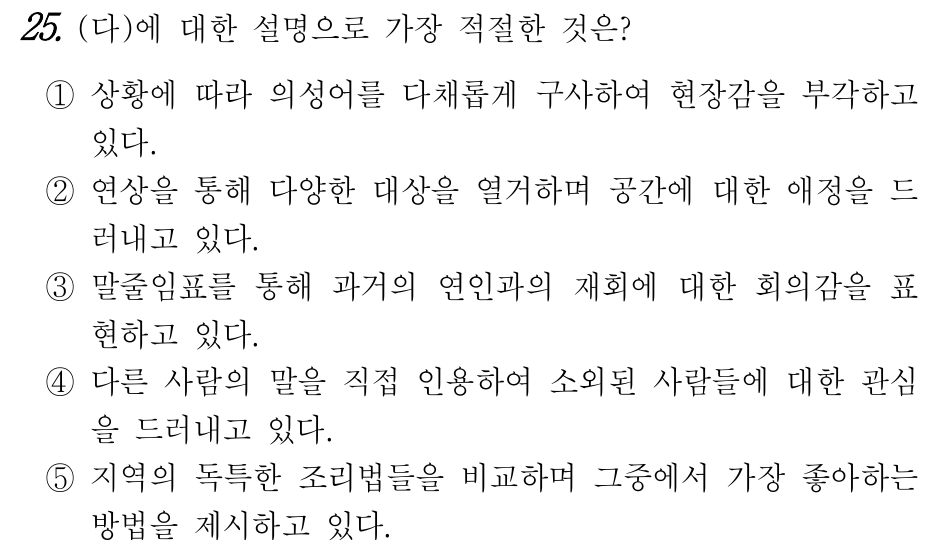 25. (다)에 대한 설명으로 가장 적절한 것은?
① 상황에 따라 의성어를 다채롭게 구사하여 현장감을 부각하고
있다.
② 연상을 통해 다양한 대상을 열거하며 공간에 대한 애정을 드
러내고 있다.
③ 말줄임표를 통해 과거의 연인과의 재회에 대한 회의감을 표
현하고 있다.
④ 다른 사람의 말을 직접 인용하여 소외된 사람들에 대한 관심
을 드러내고 있다.
⑤ 지역의 독특한 조리법들을 비교하며 그중에서 가장 좋아하는
방법을 제시하고 있다.